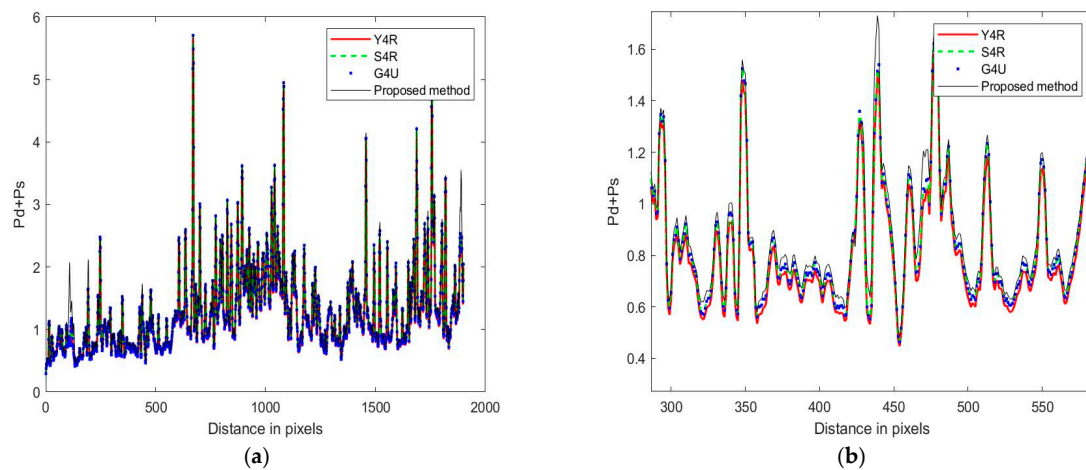 6
5
4
3
2
1
0
Pd+Ps
0 500 1000 1500 2000
Distance in pixels
Y4R
S4R
G4U
Proposed method
(a)
1.6
1.4
1.2
1
0.8
0.6
0.4
Pd+Ps
300 350 400 450 500 550
Distance in pixels
Y4R
S4R
G4U
Proposed method
(b)